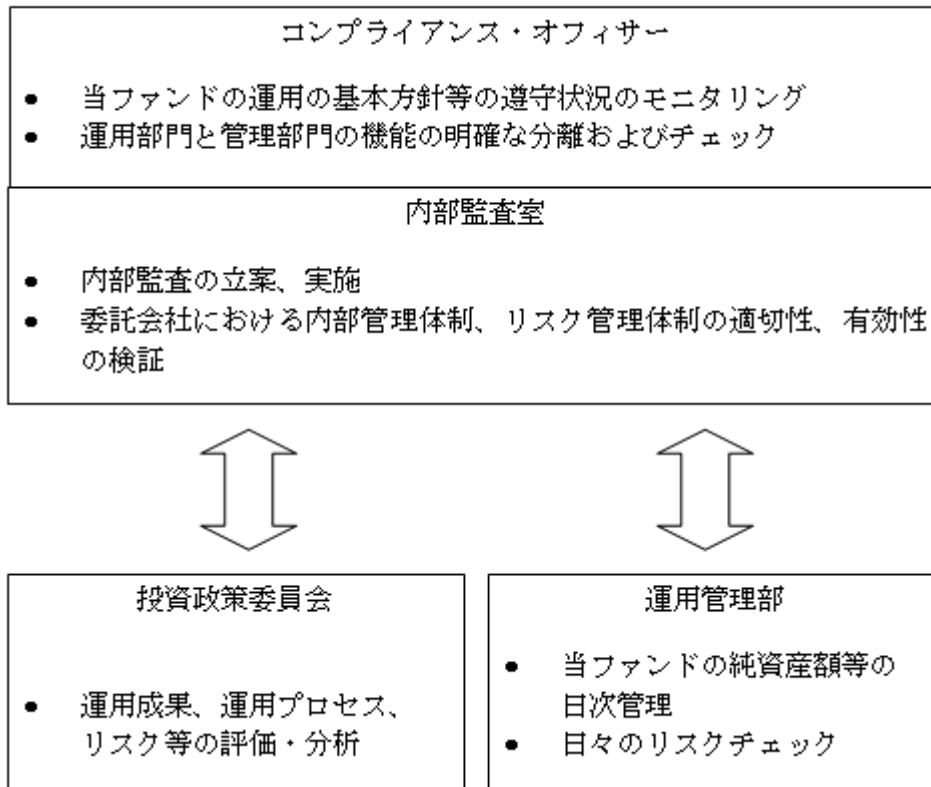 コンプライアンス・オフィサー
● 当ファンドの運用の基本方針等の遵守状況のモニタリング
● 運用部門と管理部門の機能の明確な分離およびチェック
内部監査室
● 内部監査の立案、実施
● 委託会社における内部管理体制、リスク管理体制の適切性、有効性
の検証
投資政策委員会
● 運用成果、運用プロセス、
リスク等の評価・分析
運用管理部
● 当ファンドの純資産額等の
日次管理
● 日々のリスクチェック